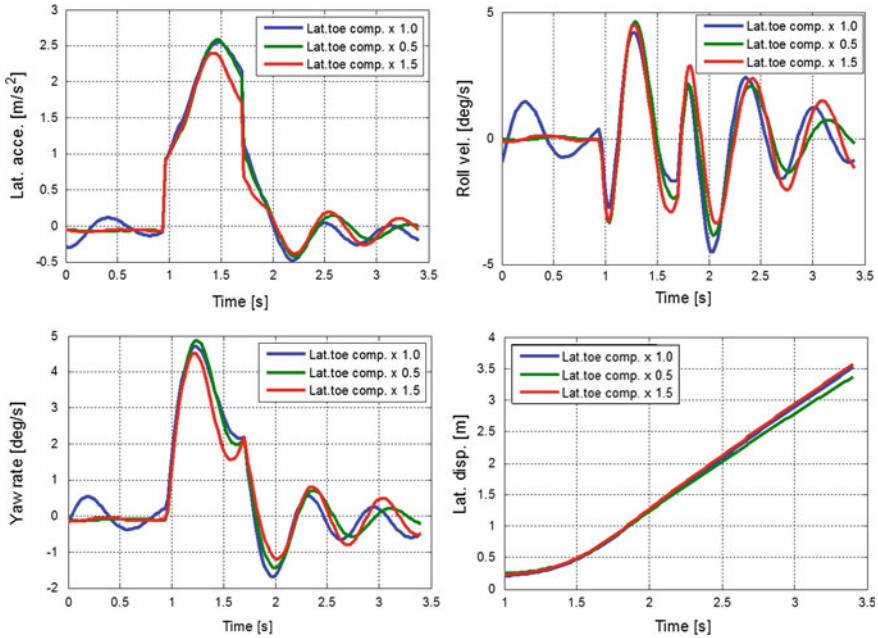 3
2.5
2
1.5
1
0.5
0
-0.5
Lat. acce. [m/s²]
Lat.toe comp. x 1.0
Lat.toe comp. x 0.5
Lat.toe comp. x 1.5
0 0.5 1 1.5 2 2.5 3 3.5
Time [s]
5
0
-5
Roll vel. [deg/s]
Lat.toe comp. x 1.0
Lat.toe comp. x 0.5
Lat.toe comp. x 1.5
0 0.5 1 1.5 2 2.5 3 3.5
Time [s]
5
4
3
2
1
0
-1
-2
Yaw rate [deg/s]
Lat.toe comp. x 1.0
Lat.toe comp. x 0.5
Lat.toe comp. x 1.5
0 0.5 1 1.5 2 2.5 3 3.5
Time [s]
4
3.5
3
2.5
2
1.5
1
0.5
0
Lat. disp. [m]
Lat.toe comp. x 1.0
Lat.toe comp. x 0.5
Lat.toe comp. x 1.5
1 1.5 2 2.5 3 3.5
Time [s]